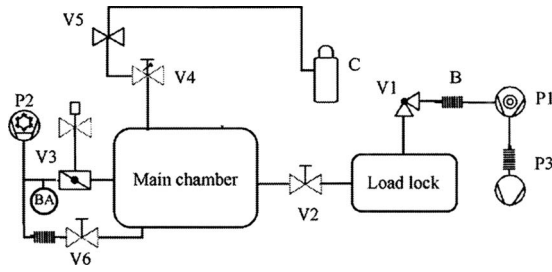 V5
V4
C
P2
V3
BA
Main chamber
V6
V2
V1
B
P1
Load lock
P3